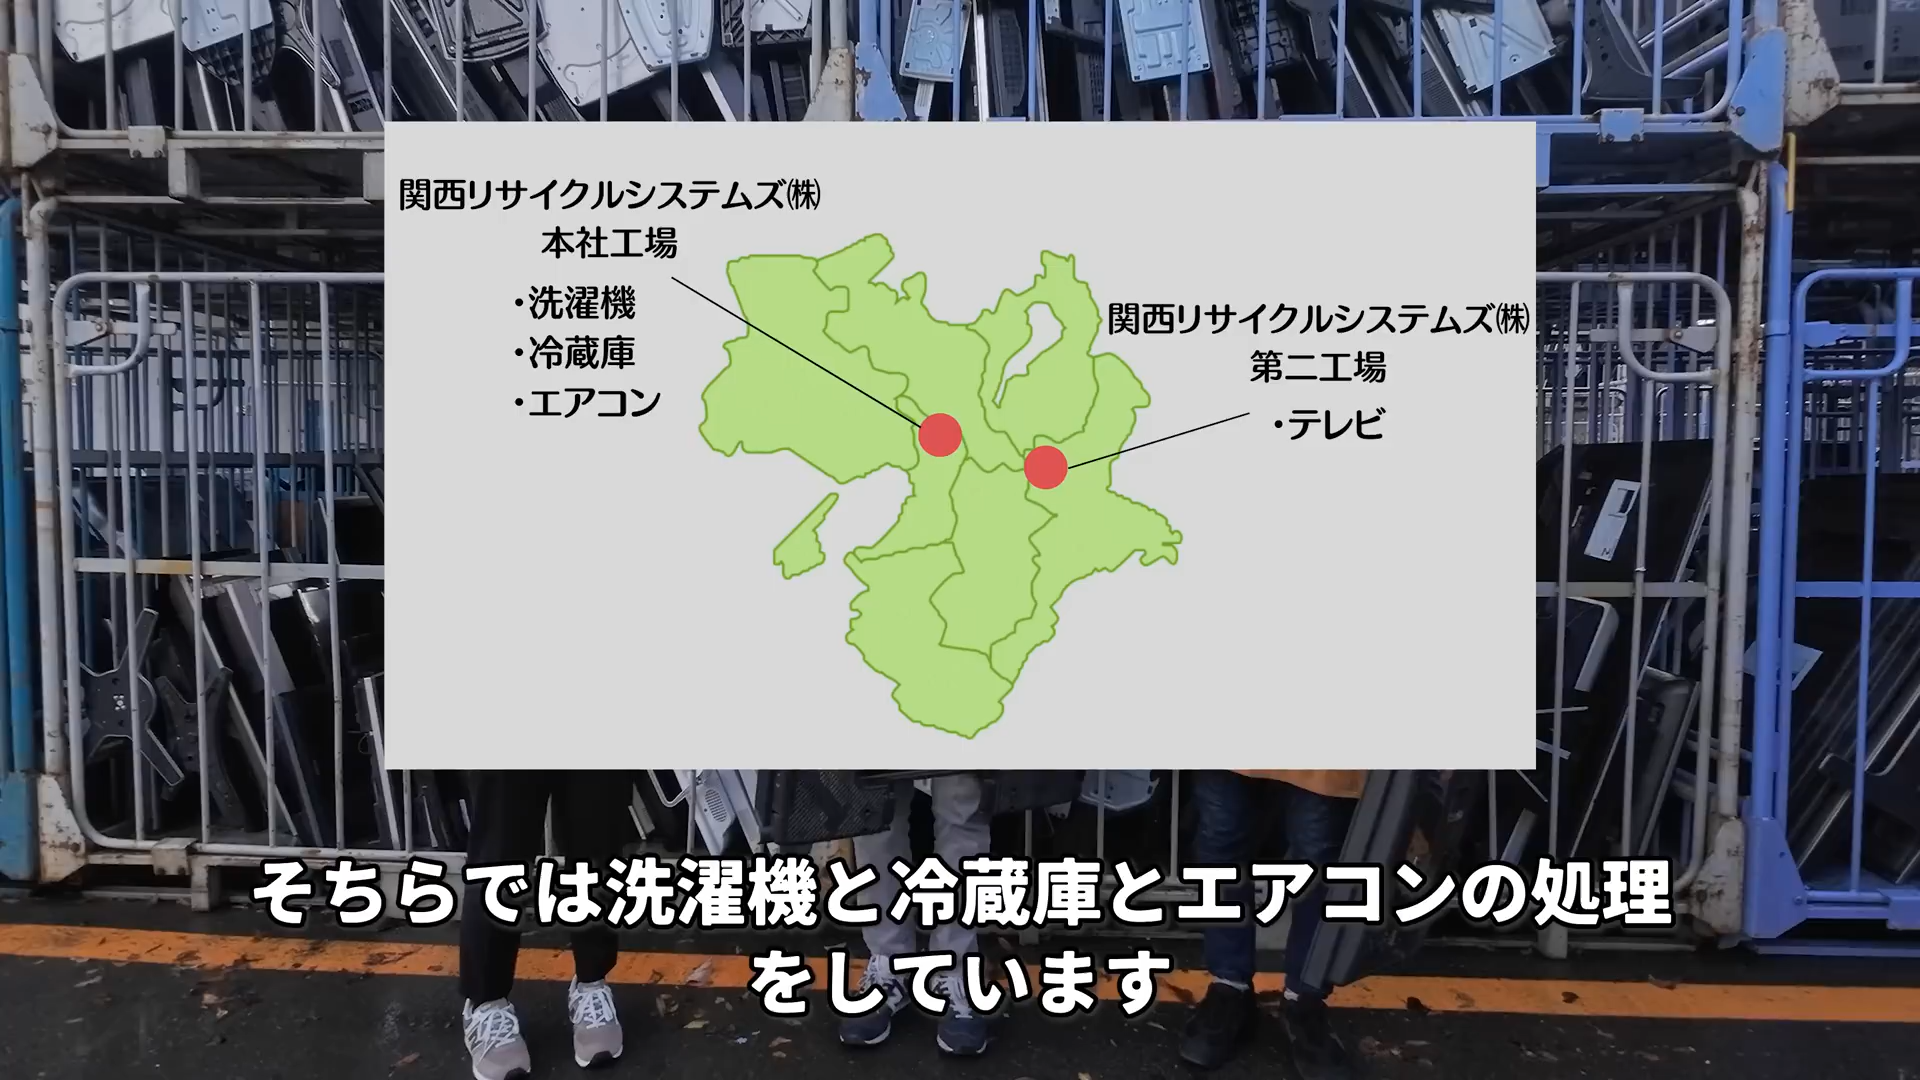 関西リサイクルシステムズ㈱
本社工場
・洗濯機
・冷蔵庫
・エアコン
関西リサイクルシステムズ㈱
第二工場
・テレビ
そちらでは洗濯機と冷蔵庫とエアコンの処理
をしています